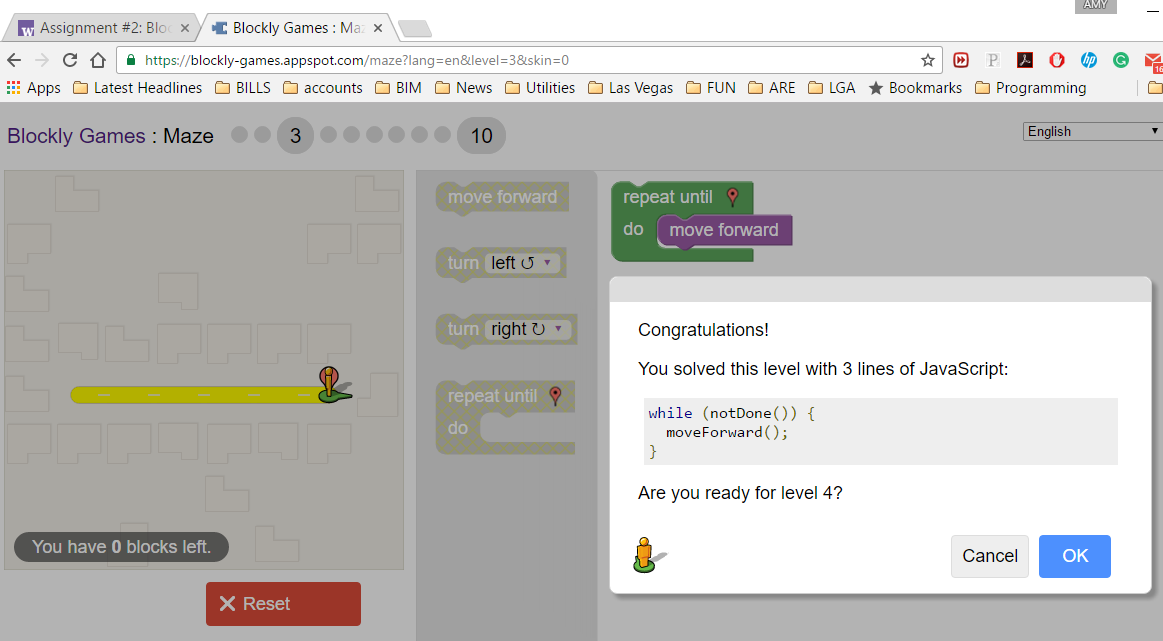 AMY
Assignment #2: Bloc
Blockly Games : Maz
https://blockly-games.appspot.com/maze?lang=en&level=3&skin=0
P
hp
G
16
Apps Latest Headlines BILLS accounts BIM News Utilities Las Vegas FUN ARE LGA Bookmarks Programming
Blockly Games : Maze 3 10
English
move forward
turn left ↺
turn right ↻
repeat until
do
repeat until
do move forward
Congratulations!
You solved this level with 3 lines of JavaScript:
while (notDone()) {
  moveForward();
}
Are you ready for level 4?
Cancel OK
You have 0 blocks left.
Reset